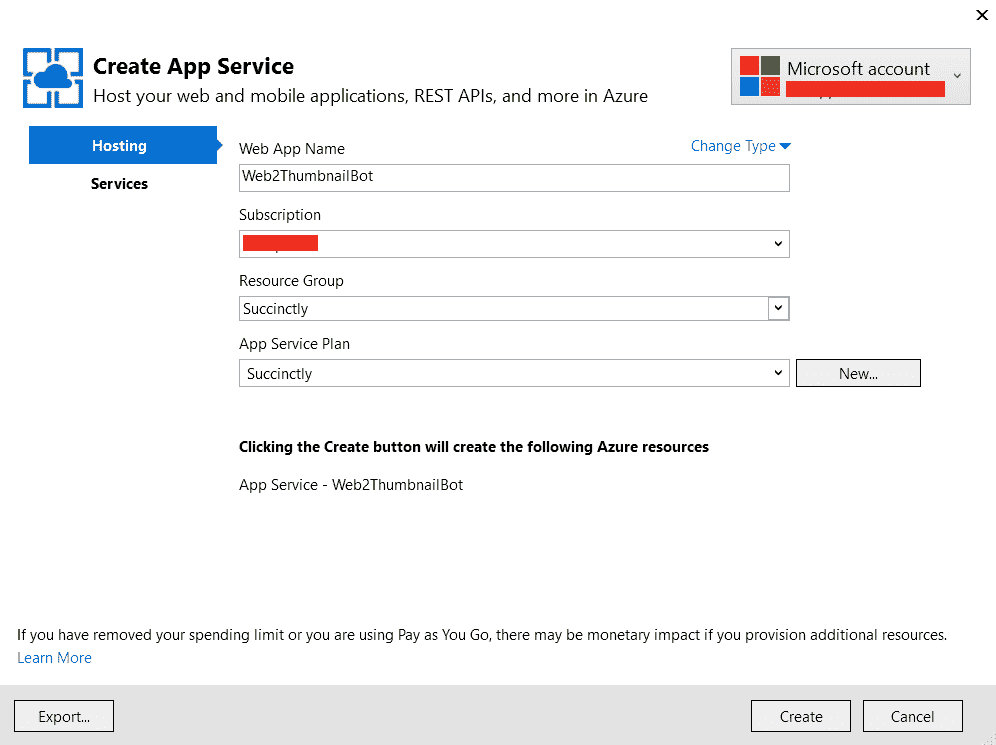 Create App Service
Host your web and mobile applications, REST APIs, and more in Azure
Microsoft account
Hosting
Services
Web App Name
Change Type
Web2ThumbnailBot
Subscription
Resource Group
Succinctly
App Service Plan
Succinctly
New...
Clicking the Create button will create the following Azure resources
App Service - Web2ThumbnailBot
If you have removed your spending limit or you are using Pay as You Go, there may be monetary impact if you provision additional resources.
Learn More
Export...
Create
Cancel